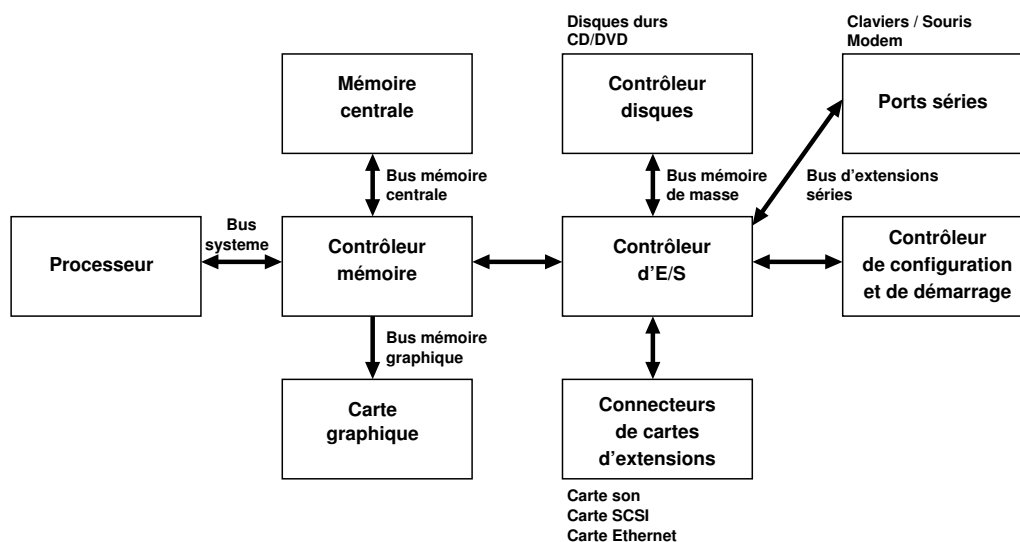 Disques durs
CD/DVD
Claviers / Souris
Modem
Mémoire
centrale
Contrôleur
disques
Ports séries
Bus mémoire
centrale
Bus mémoire
de masse
Bus d'extensions
séries
Processeur
Bus
systeme
Contrôleur
mémoire
Contrôleur
d'E/S
Contrôleur
de configuration
et de démarrage
Bus mémoire
graphique
Carte
graphique
Connecteurs
de cartes
d'extensions
Carte son
Carte SCSI
Carte Ethernet